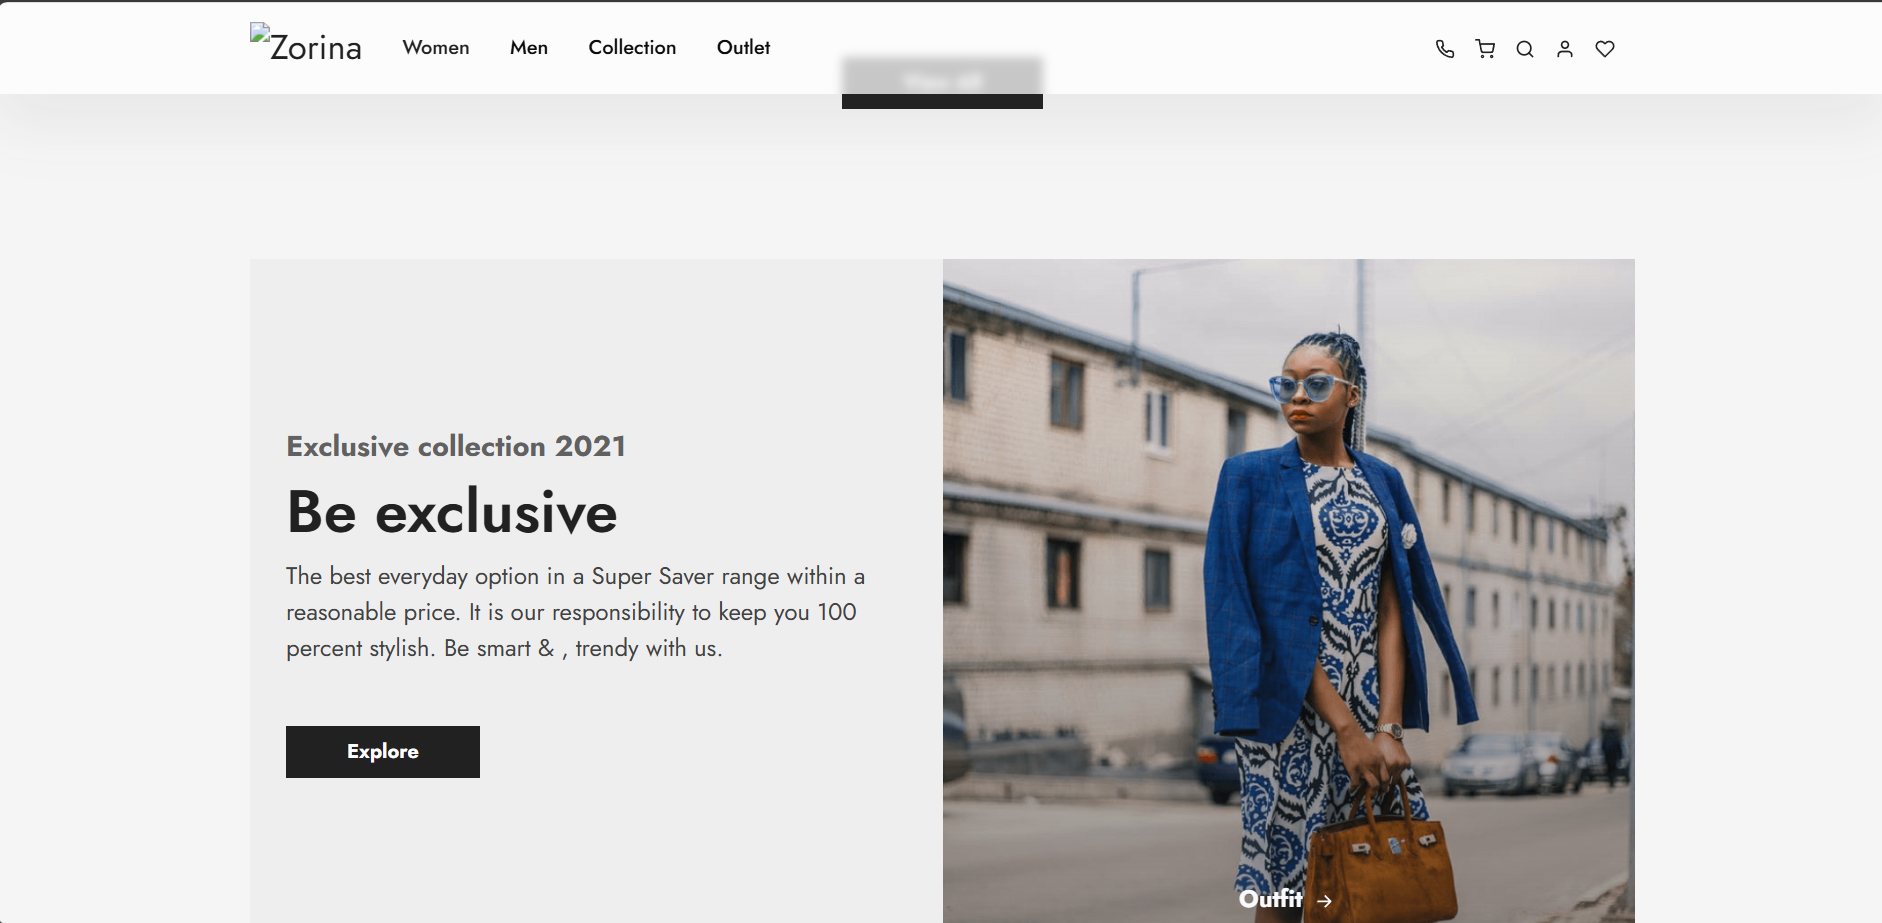 Zorina Women Men Collection Outlet
Exclusive collection 2021
Be exclusive
The best everyday option in a Super Saver range within a
reasonable price. It is our responsibility to keep you 100
percent stylish. Be smart & , trendy with us.
Explore
Outfit →